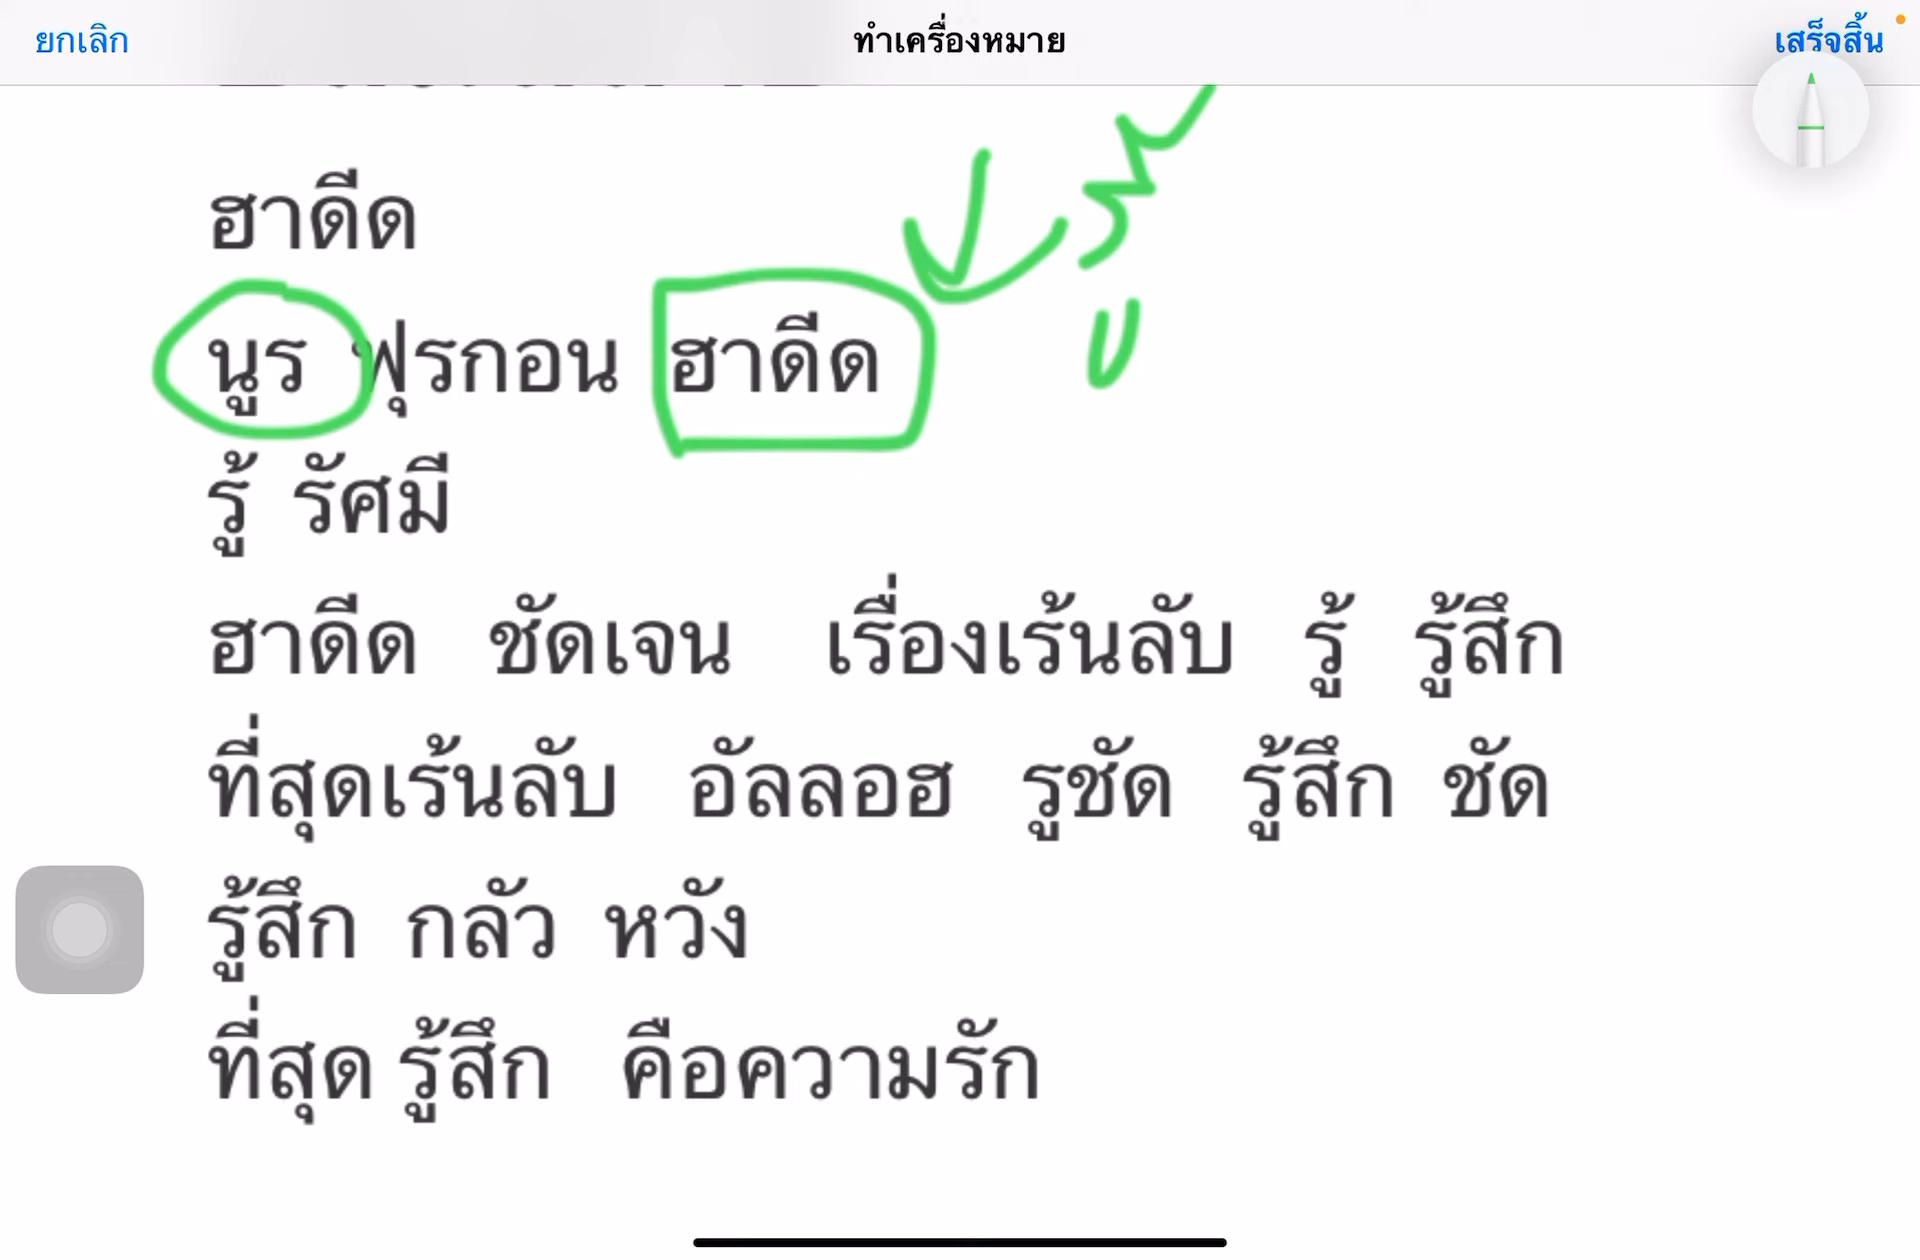 ยกเลิก ทำเครื่องหมาย เสร็จสิ้น
ฮาดีด
นูร ฟุรกอน ฮาดีด
รู้ รัศมี
ฮาดีด ชัดเจน เรื่องเร้นลับ รู้ รู้สึก
ที่สุดเร้นลับ อัลลอฮ รูชัด รู้สึก ชัด
รู้สึก กลัว หวัง
ที่สุด รู้สึก คือความรัก